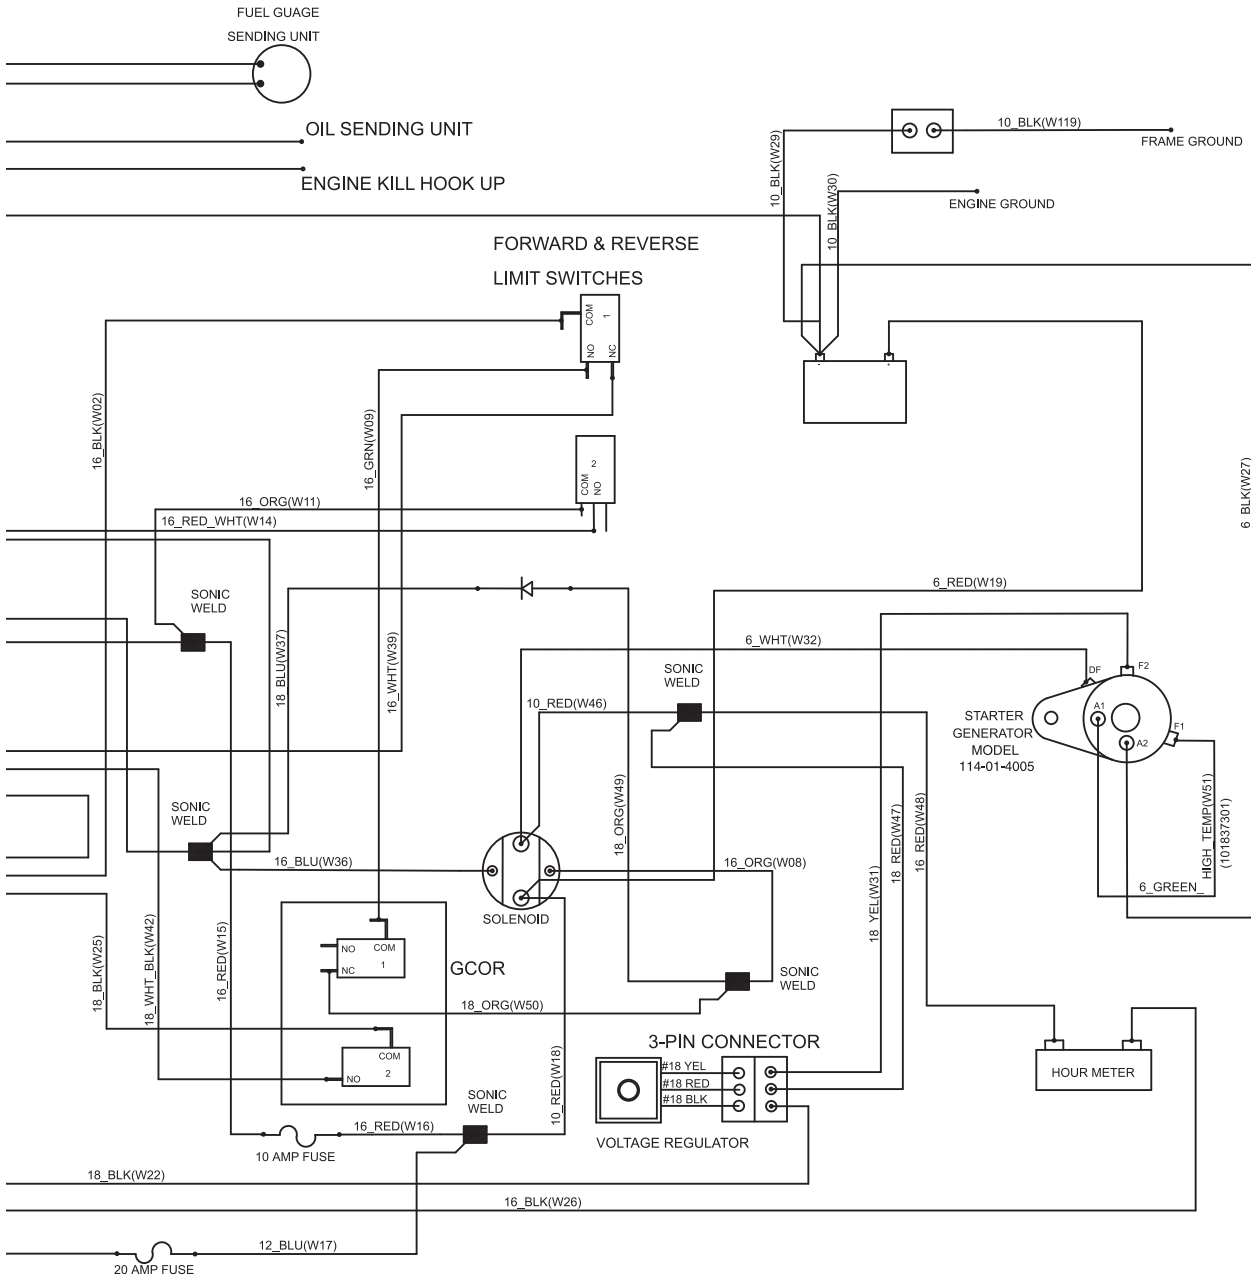 FUEL GUAGE
SENDING UNIT
OIL SENDING UNIT
ENGINE KILL HOOK UP
10_BLK(W119)
FRAME GROUND
10_BLK(W29)
10_BLK(W30)
ENGINE GROUND
FORWARD & REVERSE
LIMIT SWITCHES
COM
1
NO
NC
-
+
16_BLK(W02)
16_GRN(W09)
2
COM
NO
6_BLK(W27)
16_ORG(W11)
16_RED_WHT(W14)
SONIC
WELD
18_BLU(W37)
16_WHT(W39)
6_RED(W19)
6_WHT(W32)
SONIC
WELD
10_RED(W46)
DF
F2
A1
A2
F1
STARTER
GENERATOR
MODEL
114-01-4005
HIGH_TEMP(W51)
(101837301)
6_GREEN_
SONIC
WELD
18_ORG(W49)
18_RED(W47)
16_RED(W48)
16_BLU(W36)
16_ORG(W08)
18_YEL(W31)
SOLENOID
18_BLK(W25)
18_WHT_BLK(W42)
16_RED(W15)
NO
COM
NC
1
GCOR
SONIC
WELD
18_ORG(W50)
COM
NO
2
10_RED(W18)
3-PIN CONNECTOR
#18 YEL
#18 RED
#18 BLK
VOLTAGE REGULATOR
HOUR METER
SONIC
WELD
16_RED(W16)
10 AMP FUSE
18_BLK(W22)
16_BLK(W26)
12_BLU(W17)
20 AMP FUSE